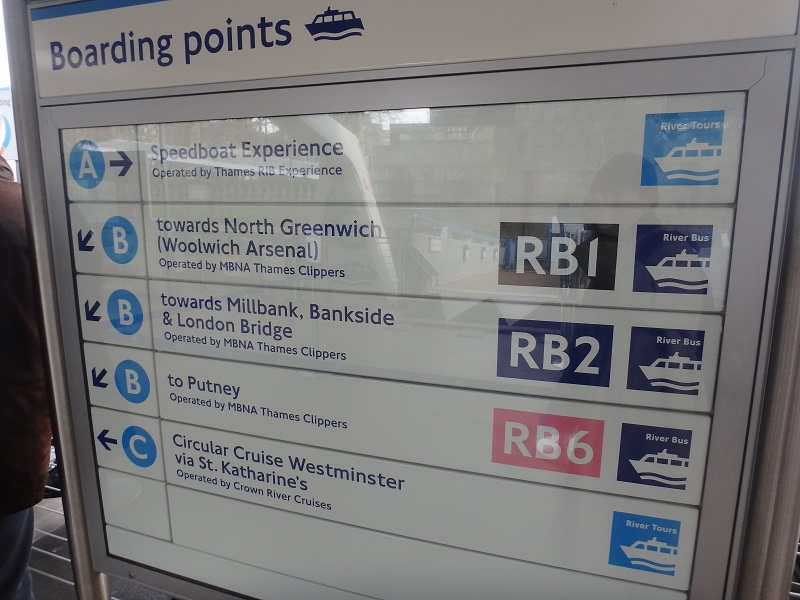 Boarding points
A → Speedboat Experience
Operated by Thames RIB Experience
River Tours
↙ B towards North Greenwich
(Woolwich Arsenal)
Operated by MBNA Thames Clippers
RB1
River Bus
↙ B towards Millbank, Bankside
& London Bridge
Operated by MBNA Thames Clippers
RB2
River Bus
↙ B to Putney
Operated by MBNA Thames Clippers
RB6
River Bus
← C Circular Cruise Westminster
via St. Katharine's
Operated by Crown River Cruises
River Tours